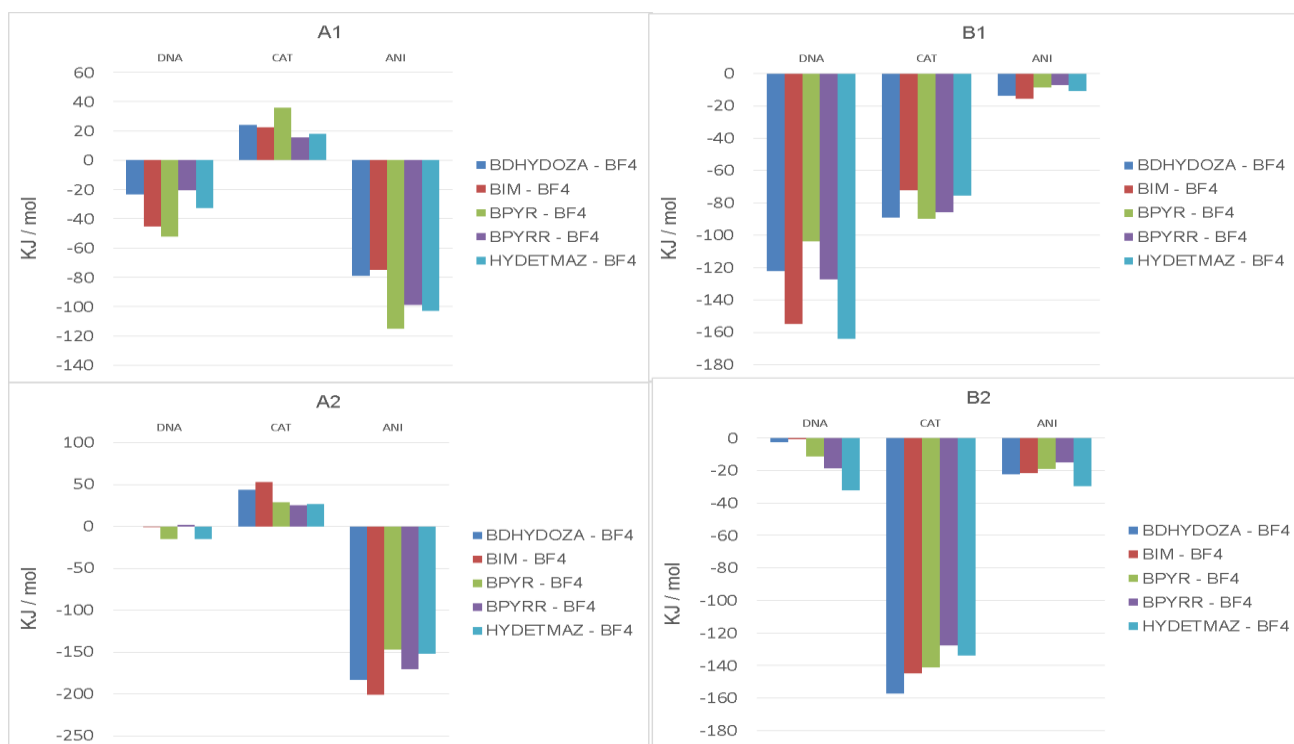 A1
DNA CAT ANI
60
40
20
0
-20
-40
-60
-80
-100
-120
-140
KJ / mol
BDHYDOZA - BF4
BIM - BF4
BPYR - BF4
BPYRR - BF4
HYDETMAZ - BF4
B1
DNA CAT ANI
0
-20
-40
-60
-80
-100
-120
-140
-160
-180
KJ / mol
BDHYDOZA - BF4
BIM - BF4
BPYR - BF4
BPYRR - BF4
HYDETMAZ - BF4
A2
DNA CAT ANI
100
50
0
-50
-100
-150
-200
-250
KJ / mol
BDHYDOZA - BF4
BIM - BF4
BPYR - BF4
BPYRR - BF4
HYDETMAZ - BF4
B2
DNA CAT ANI
0
-20
-40
-60
-80
-100
-120
-140
-160
-180
KJ / mol
BDHYDOZA - BF4
BIM - BF4
BPYR - BF4
BPYRR - BF4
HYDETMAZ - BF4